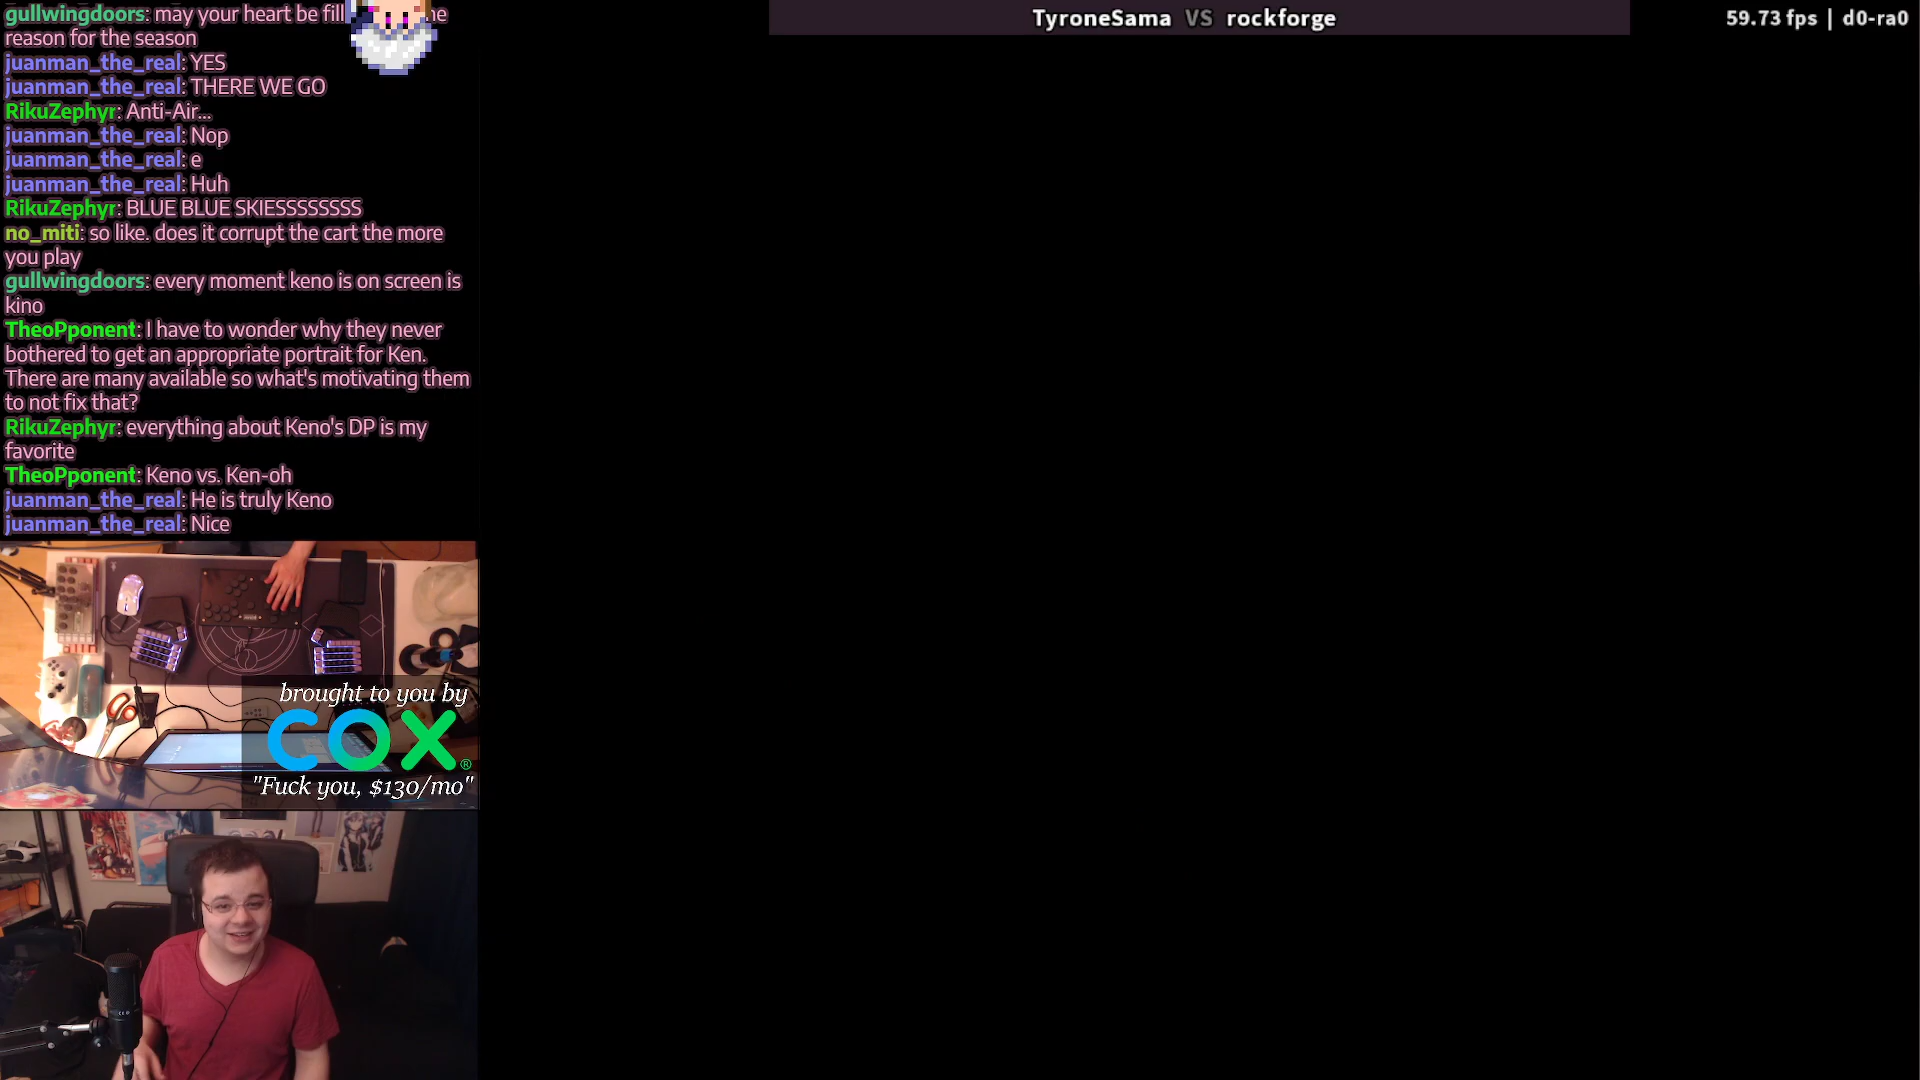 TyroneSama VS rockforge
59.73 fps | d0-ra0
gullwingdoors: may your heart be fill
reason for the season
juanman_the_real: YES
juanman_the_real: THERE WE GO
RikuZephyr: Anti-Air...
juanman_the_real: Nop
juanman_the_real: e
juanman_the_real: Huh
RikuZephyr: BLUE BLUE SKIESSSSSSSS
no_miti: so like. does it corrupt the cart the more
you play
gullwingdoors: every moment keno is on screen is
kino
TheoPponent: I have to wonder why they never
bothered to get an appropriate portrait for Ken.
There are many available so what's motivating them
to not fix that?
RikuZephyr: everything about Keno's DP is my
favorite
TheoPponent: Keno vs. Ken-oh
juanman_the_real: He is truly Keno
juanman_the_real: Nice
brought to you by
COX®
"Fuck you, $130/mo"